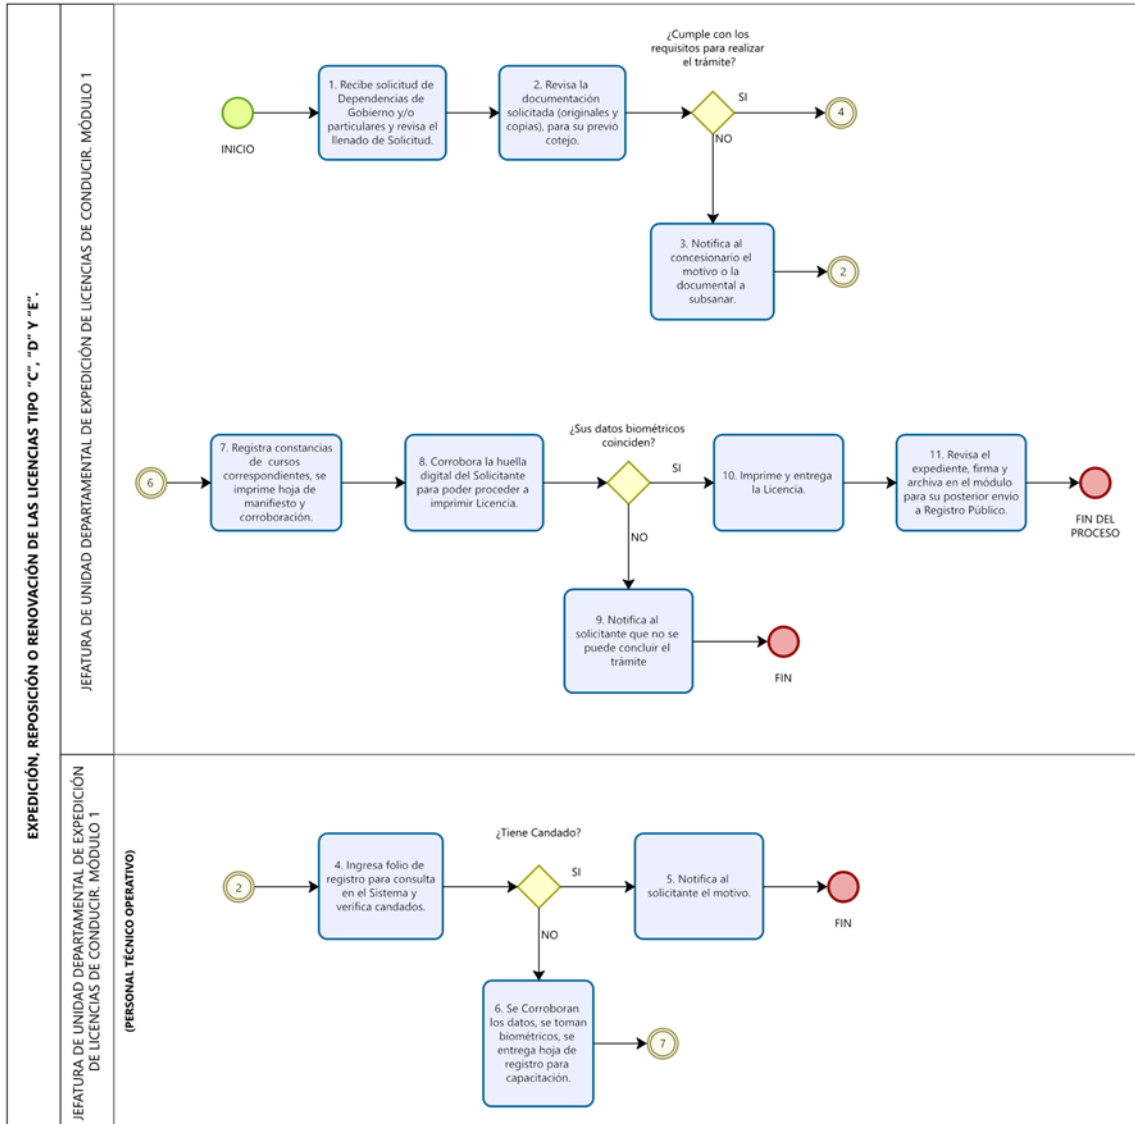 EXPEDICIÓN, REPOSICIÓN O RENOVACIÓN DE LAS LICENCIAS TIPO "C", "D" Y "E".
JEFATURA DE UNIDAD DEPARTAMENTAL DE EXPEDICIÓN DE LICENCIAS DE CONDUCIR. MÓDULO 1
INICIO
1. Recibe solicitud de
Dependencias de
Gobierno y/o
particulares y revisa el
llenado de Solicitud.
2. Revisa la
documentación
solicitada (originales y
copias), para su previo
cotejo.
¿Cumple con los
requisitos para realizar
el trámite?
SI
4
NO
3. Notifica al
concesionario el
motivo o la
documental a
subsanar.
2
6
7. Registra constancias
de cursos
correspondientes, se
imprime hoja de
manifiesto y
corroboración.
8. Corrobora la huella
digital del Solicitante
para poder proceder a
imprimir Licencia.
¿Sus datos biométricos
coinciden?
SI
10. Imprime y entrega
la Licencia.
11. Revisa el
expediente, firma y
archiva en el módulo
para su posterior envío
a Registro Público.
FIN DEL
PROCESO
NO
9. Notifica al
solicitante que no se
puede concluir el
trámite
FIN
JEFATURA DE UNIDAD DEPARTAMENTAL DE EXPEDICIÓN
DE LICENCIAS DE CONDUCIR. MÓDULO 1
(PERSONAL TÉCNICO OPERATIVO)
2
4. Ingresa folio de
registro para consulta
en el Sistema y
verifica candados.
¿Tiene Candado?
SI
5. Notifica al
solicitante el motivo.
FIN
NO
6. Se Corroboran
los datos, se toman
biométricos, se
entrega hoja de
registro para
capacitación.
7